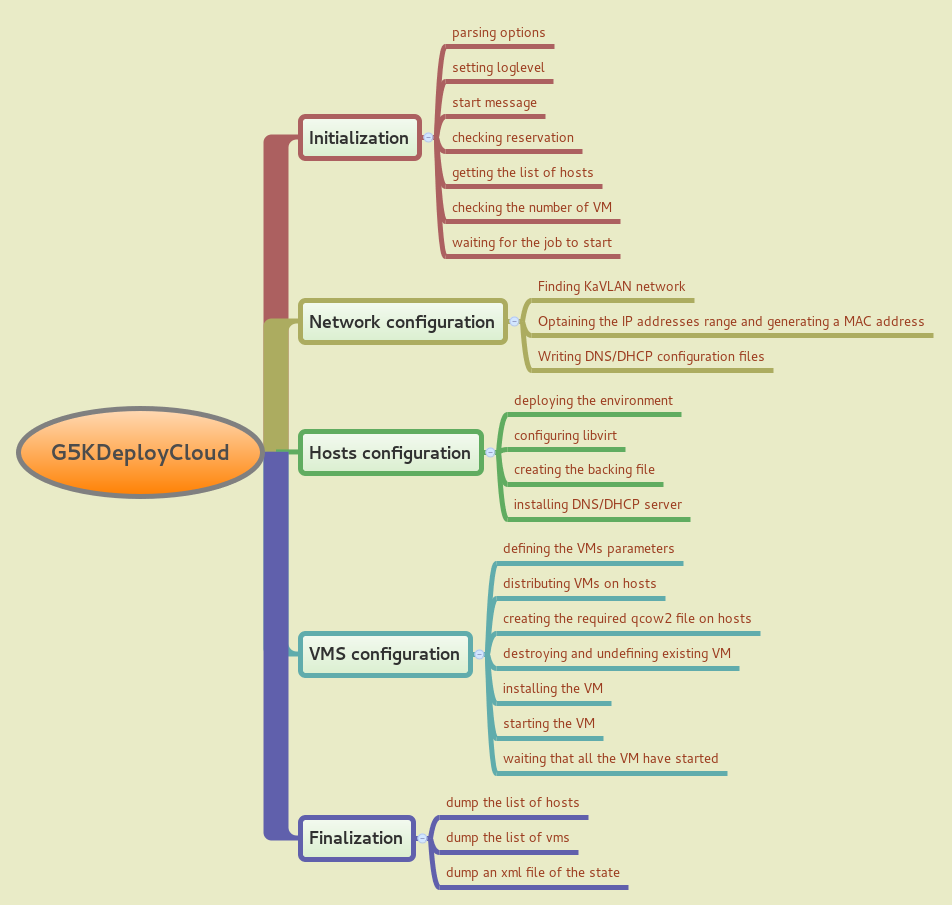 G5KDeployCloud
Initialization
parsing options
setting loglevel
start message
checking reservation
getting the list of hosts
checking the number of VM
waiting for the job to start
Network configuration
Finding KaVLAN network
Optaining the IP addresses range and generating a MAC address
Writing DNS/DHCP configuration files
Hosts configuration
deploying the environment
configuring libvirt
creating the backing file
installing DNS/DHCP server
VMS configuration
defining the VMs parameters
distributing VMs on hosts
creating the required qcow2 file on hosts
destroying and undefining existing VM
installing the VM
starting the VM
waiting that all the VM have started
Finalization
dump the list of hosts
dump the list of vms
dump an xml file of the state